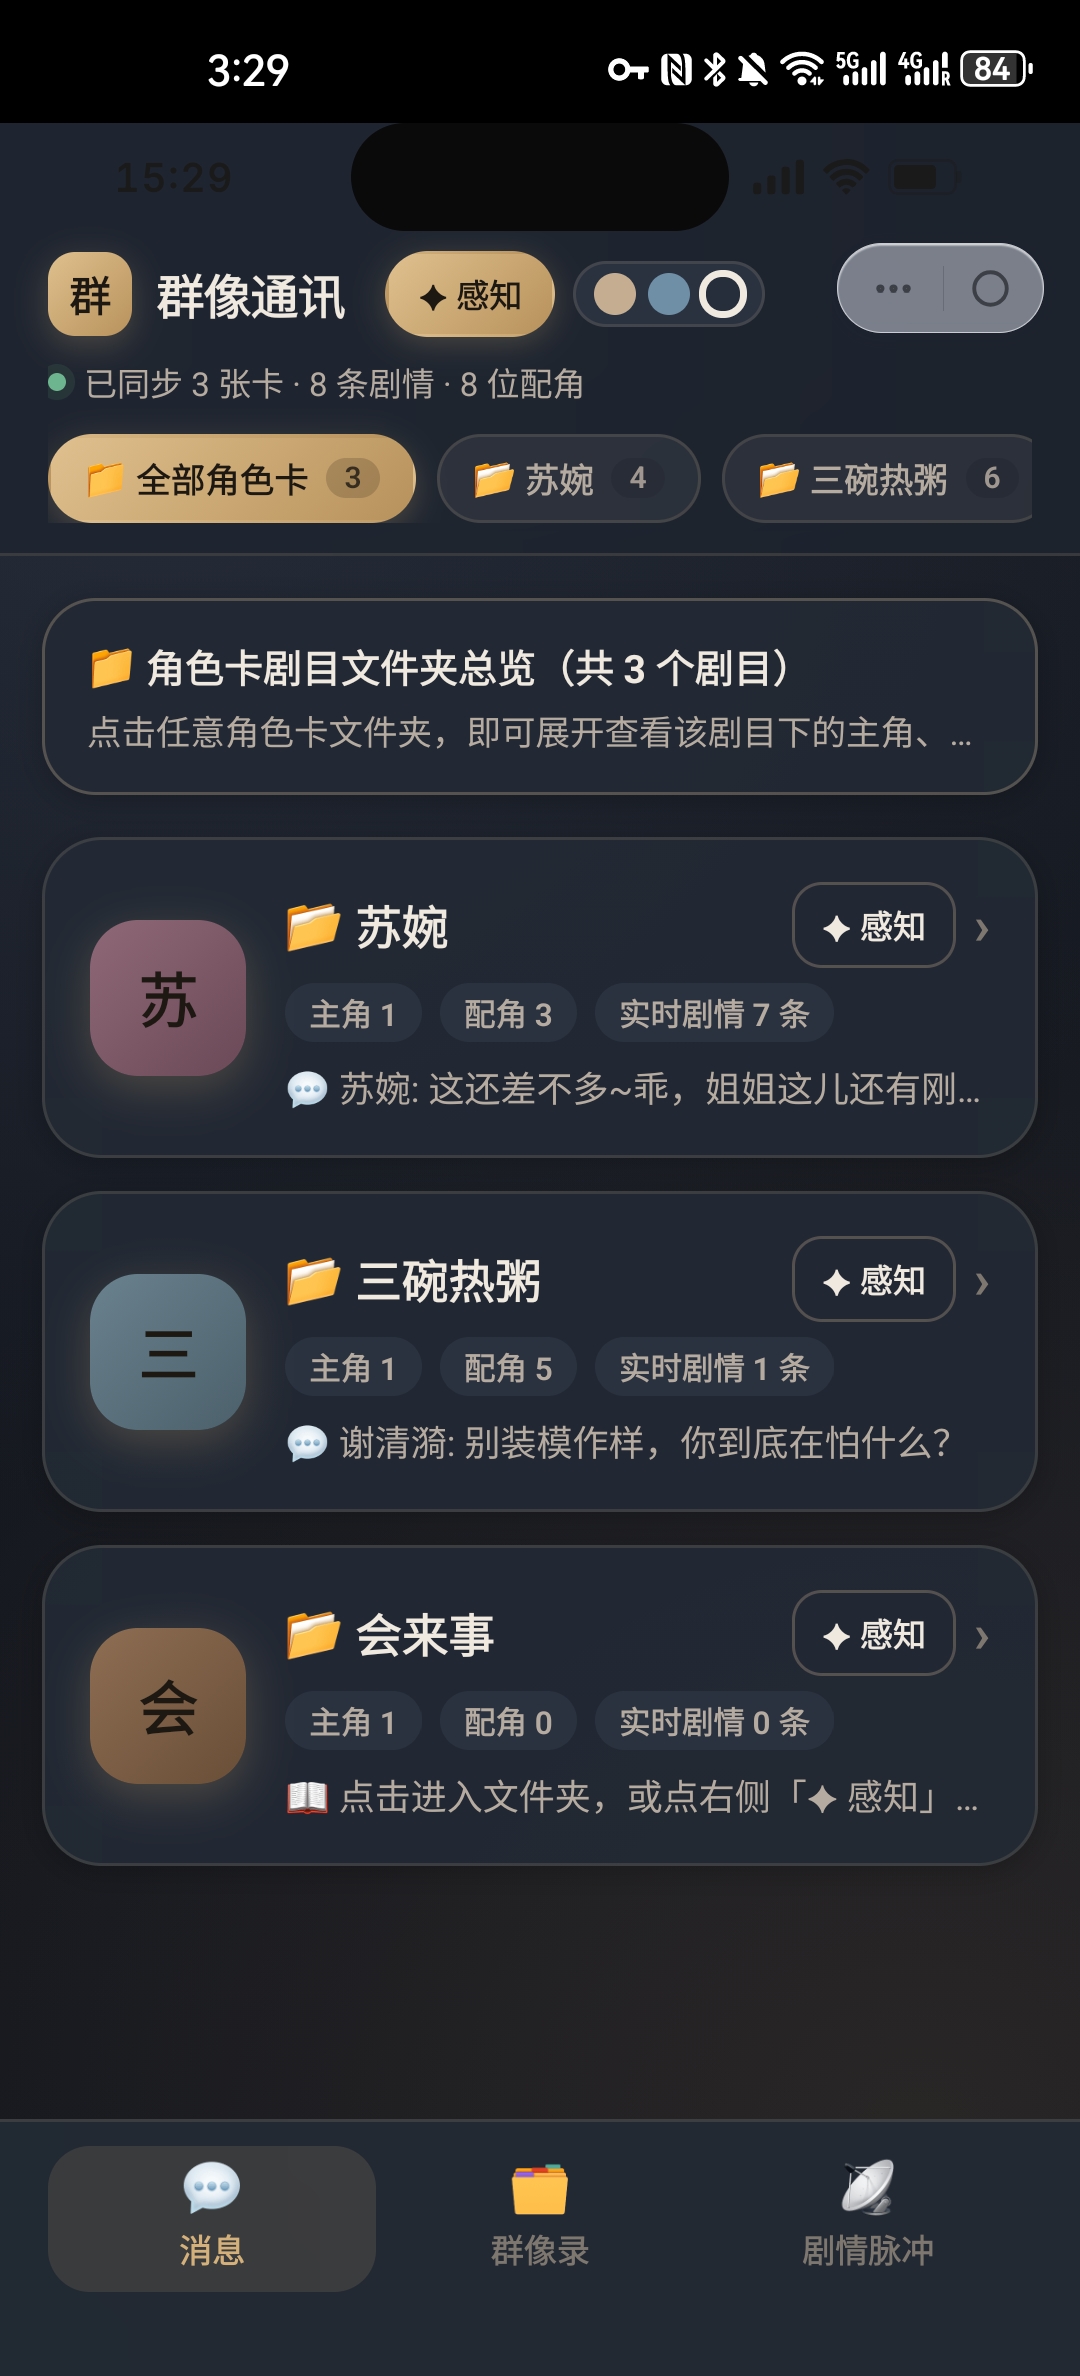 3:29
5G 4G R 84
15:29
群 群像通讯 ✦ 感知
已同步 3 张卡 · 8 条剧情 · 8 位配角
全部角色卡 3 苏婉 4 三碗热粥 6
角色卡剧目文件夹总览（共 3 个剧目）
点击任意角色卡文件夹，即可展开查看该剧目下的主角、...
苏 苏婉 ✦ 感知 ›
主角 1 配角 3 实时剧情 7 条
苏婉: 这还差不多~乖，姐姐这儿还有刚...
三 三碗热粥 ✦ 感知 ›
主角 1 配角 5 实时剧情 1 条
谢清漪: 别装模作样，你到底在怕什么？
会 会来事 ✦ 感知 ›
主角 1 配角 0 实时剧情 0 条
点击进入文件夹，或点右侧「✦ 感知」...
消息 群像录 剧情脉冲